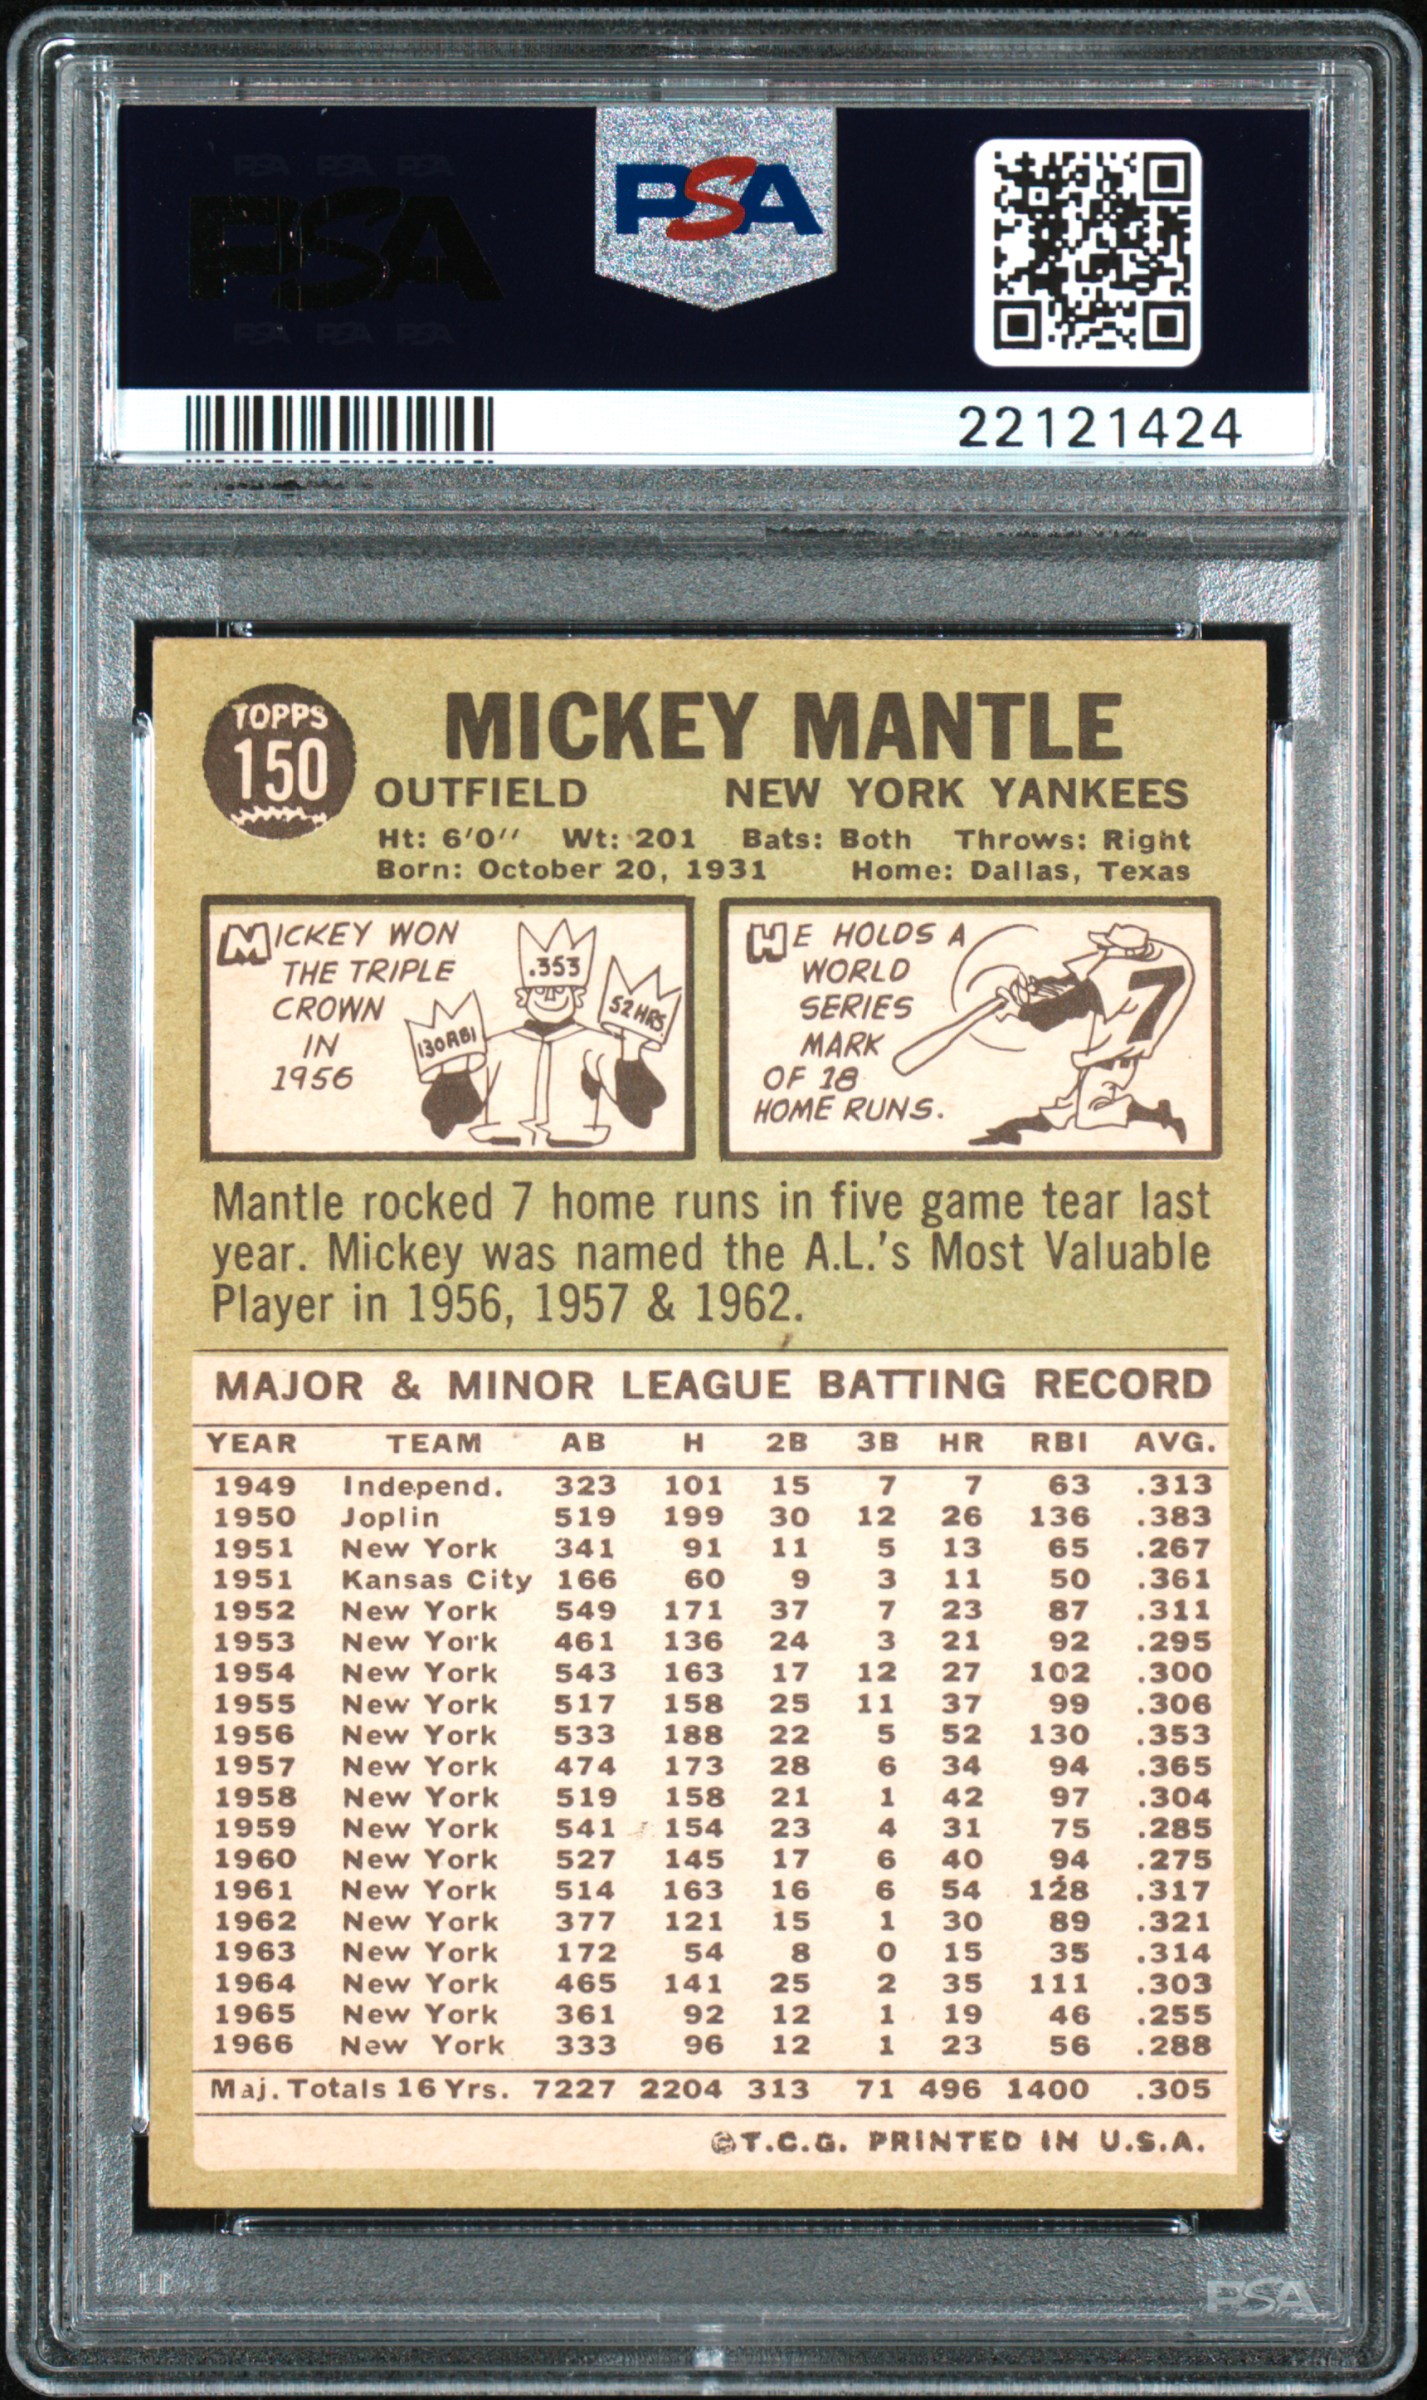 PSA PSA PSA
PSA
PSA PSA PSA
PSA
22121424
TOPPS
150
MICKEY MANTLE
OUTFIELD NEW YORK YANKEES
Ht: 6'0'' Wt: 201 Bats: Both Throws: Right
Born: October 20, 1931 Home: Dallas, Texas
MICKEY WON
THE TRIPLE
CROWN
IN
1956
.353
130 RBI
52 HRS.
HE HOLDS A
WORLD
SERIES
MARK
OF 18
HOME RUNS.
7
Mantle rocked 7 home runs in five game tear last
year. Mickey was named the A.L.'s Most Valuable
Player in 1956, 1957 & 1962.
MAJOR & MINOR LEAGUE BATTING RECORD
YEAR TEAM AB H 2B 3B HR RBI AVG.
1949 Independ. 323 101 15 7 7 63 .313
1950 Joplin 519 199 30 12 26 136 .383
1951 New York 341 91 11 5 13 65 .267
1951 Kansas City 166 60 9 3 11 50 .361
1952 New York 549 171 37 7 23 87 .311
1953 New York 461 136 24 3 21 92 .295
1954 New York 543 163 17 12 27 102 .300
1955 New York 517 158 25 11 37 99 .306
1956 New York 533 188 22 5 52 130 .353
1957 New York 474 173 28 6 34 94 .365
1958 New York 519 158 21 1 42 97 .304
1959 New York 541 154 23 4 31 75 .285
1960 New York 527 145 17 6 40 94 .275
1961 New York 514 163 16 6 54 128 .317
1962 New York 377 121 15 1 30 89 .321
1963 New York 172 54 8 0 15 35 .314
1964 New York 465 141 25 2 35 111 .303
1965 New York 361 92 12 1 19 46 .255
1966 New York 333 96 12 1 23 56 .288
Maj. Totals 16 Yrs. 7227 2204 313 71 496 1400 .305
©T.C.G. PRINTED IN U.S.A.
PSA